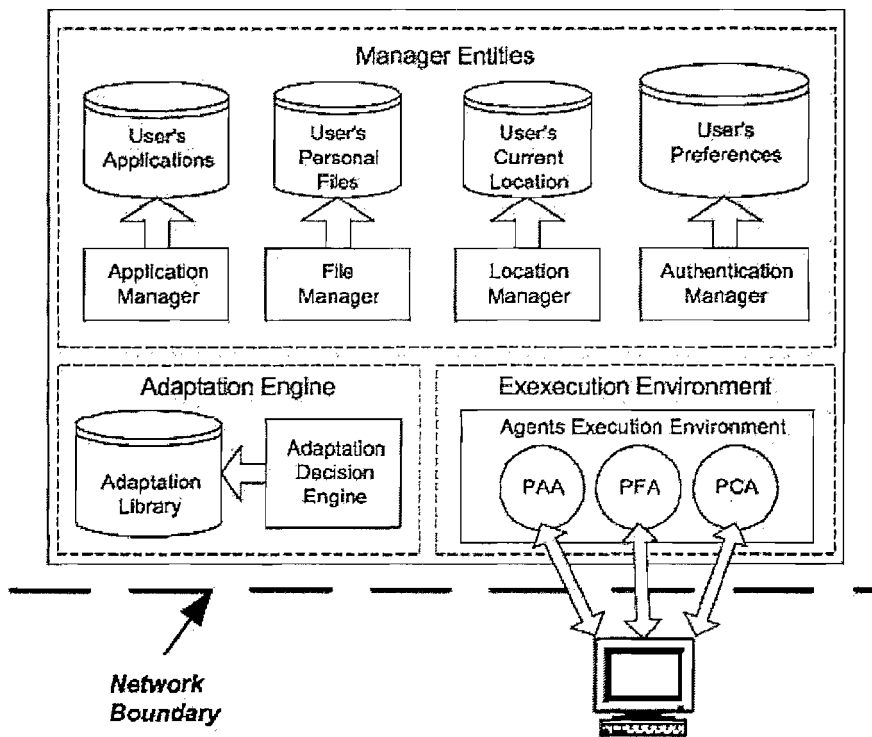 Manager Entities
User's
Applications
User's
Personal
Files
User's
Current
Location
User's
Preferences
Application
Manager
File
Manager
Location
Manager
Authentication
Manager
Adaptation Engine
Adaptation
Library
Adaptation
Decision
Engine
Exexecution Environment
Agents Execution Environment
PAA
PFA
PCA
Network
Boundary